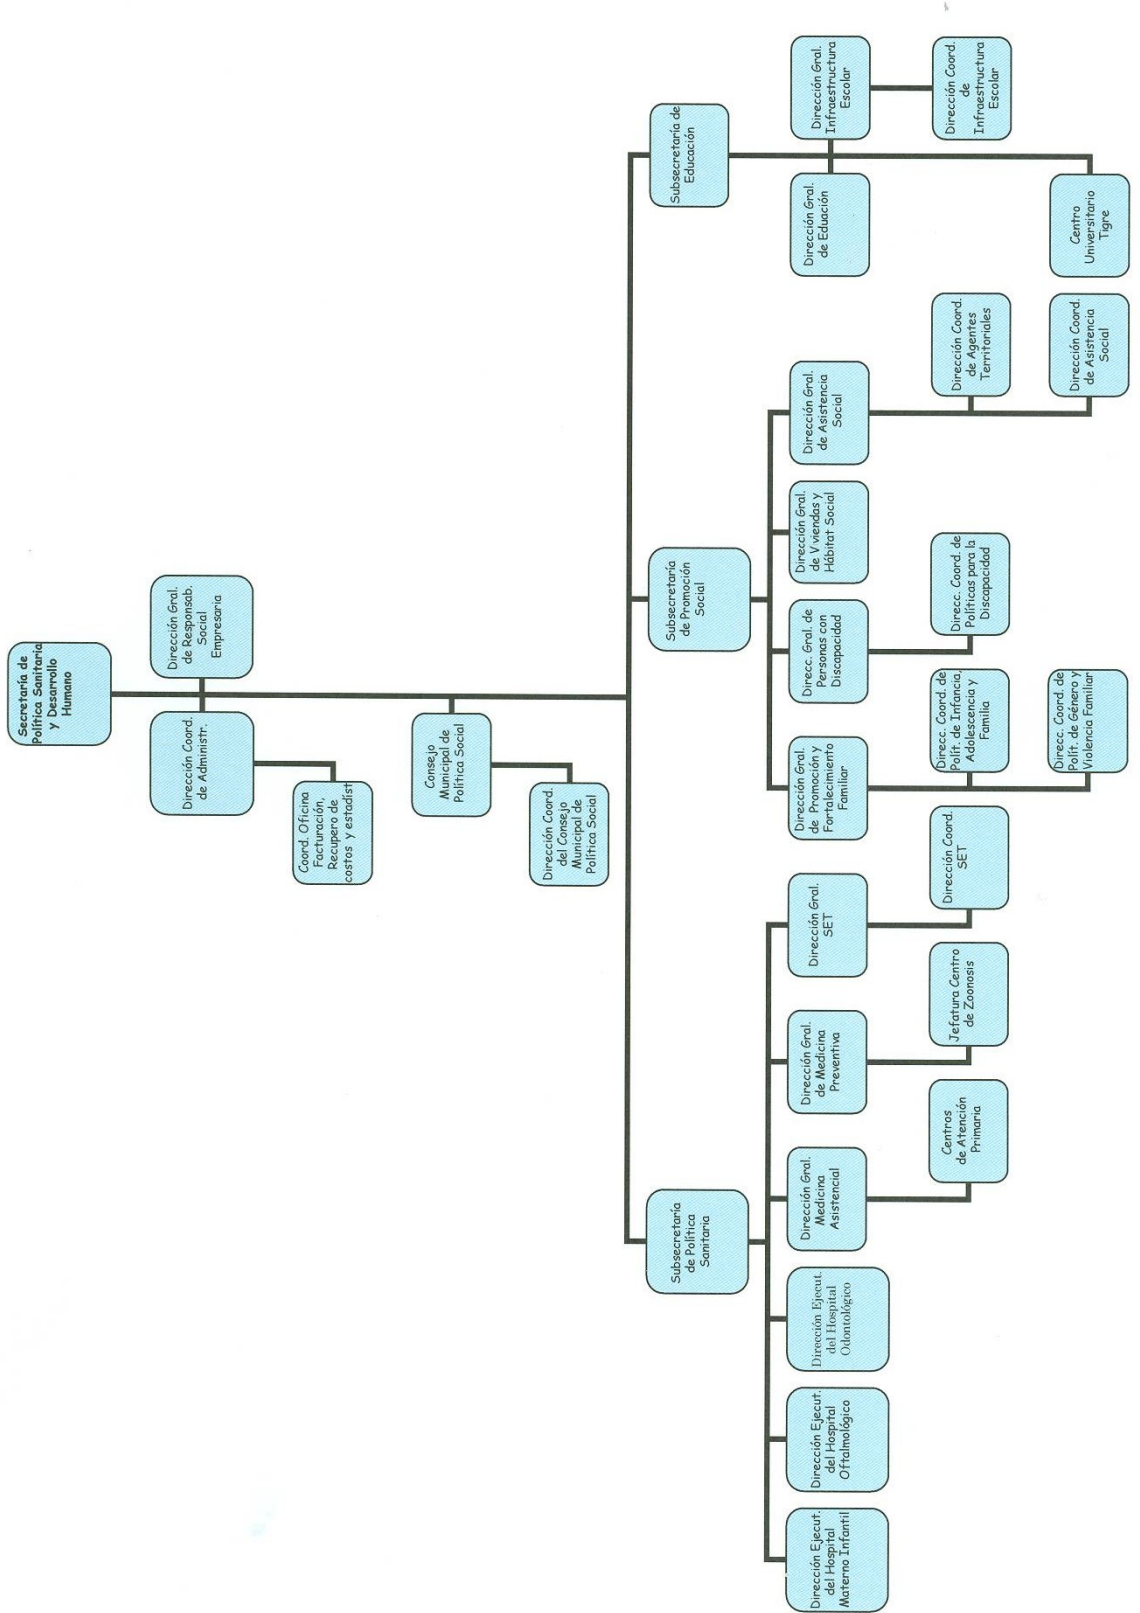 Secretaría de
Política Sanitaria
y Desarrollo
Humano
Dirección Coord.
de Administr.
Dirección Gral.
de Responsab.
Social
Empresaria
Coord. Oficina
Facturación,
Recupero de
costos y estadíst
Consejo
Municipal de
Política Social
Dirección Coord.
del Consejo
Municipal de
Política Social
Subsecretaría
de Política
Sanitaria
Subsecretaría
de Promoción
Social
Subsecretaría de
Educación
Dirección Ejecut.
del Hospital
Materno Infantil
Dirección Ejecut.
del Hospital
Oftalmológico
Dirección Ejecut.
del Hospital
Odontológico
Dirección Gral.
Medicina
Asistencial
Dirección Gral.
de Medicina
Preventiva
Dirección Gral.
SET
Dirección Gral.
de Promoción y
Fortalecimiento
Familiar
Direcc. Gral. de
Personas con
Discapacidad
Dirección Gral.
de V viendas y
Hábitat Social
Dirección Gral.
de Asistencia
Social
Dirección Gral.
de Eduación
Dirección Gral.
Infraestructura
Escolar
Centros
de Atención
Primaria
Jefatura Centro
de Zoonosis
Dirección Coord.
SET
Direcc. Coord. de
Polít. de Infancia,
Adolescencia y
Familia
Direcc. Coord. de
Políticas para la
Discapacidad
Dirección Coord.
de Agentes
Territoriales
Dirección Coord.
de
Infraestructura
Escolar
Direcc. Coord. de
Polít. de Género y
Violencia Familiar
Dirección Coord.
de Asistencia
Social
Centro
Universitario
Tigre